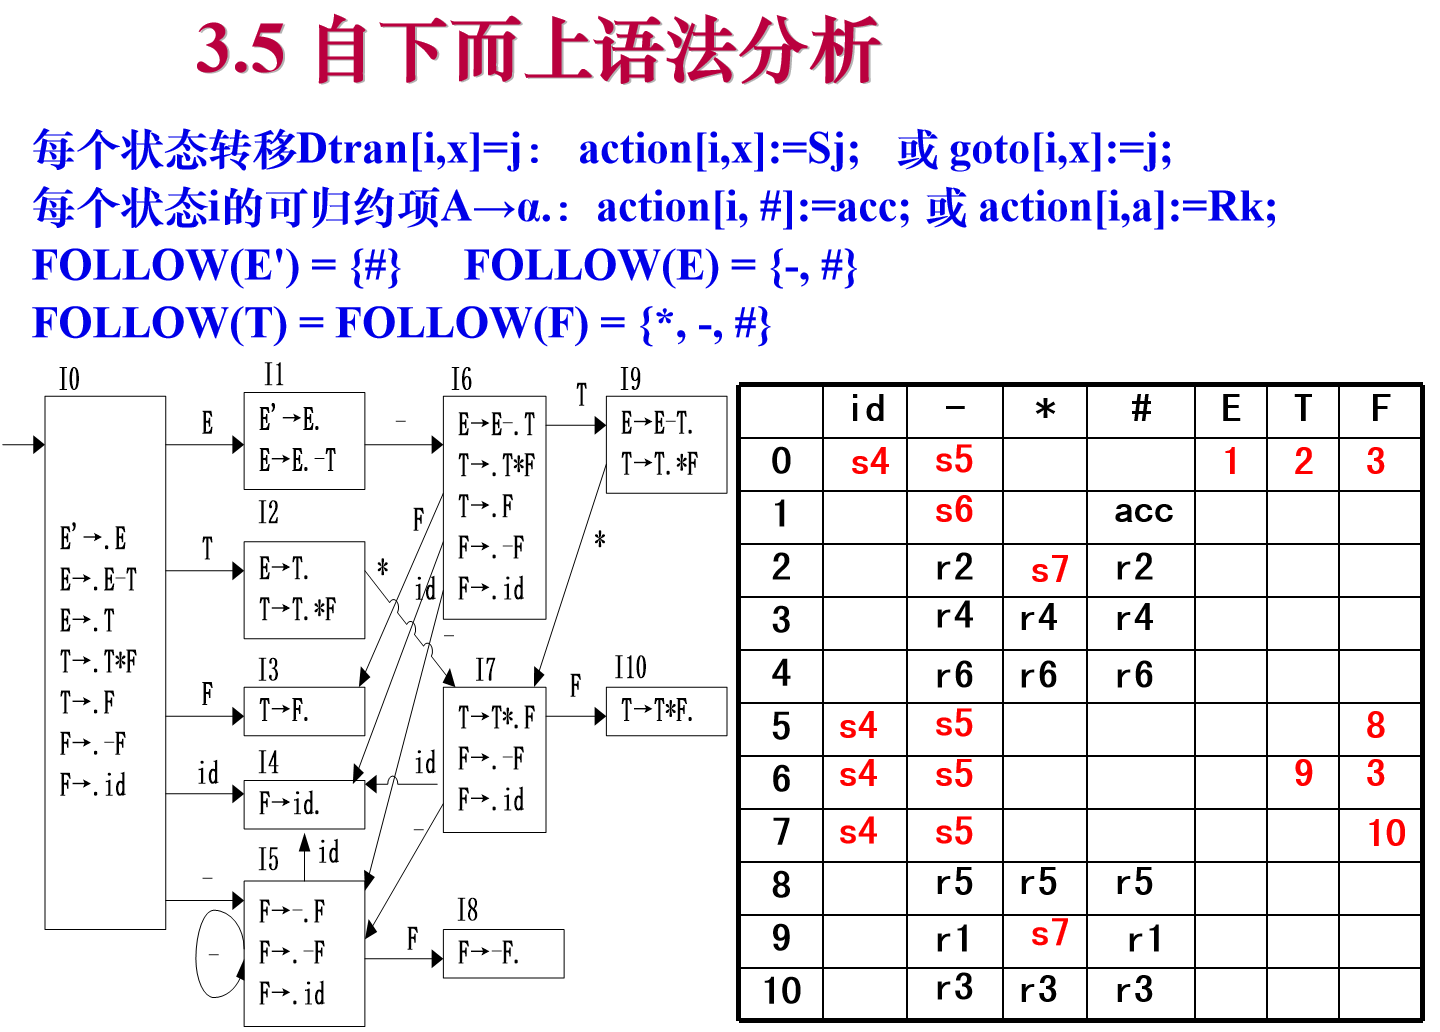 3.5 自下而上语法分析
每个状态转移Dtran[i,x]=j： action[i,x]:=Sj; 或 goto[i,x]:=j;
每个状态i的可归约项A→α.：action[i, #]:=acc; 或 action[i,a]:=Rk;
FOLLOW(E') = {#} FOLLOW(E) = {-, #}
FOLLOW(T) = FOLLOW(F) = {*, -, #}
I0
E'→.E
E→.E-T
E→.T
T→.T*F
T→.F
F→.-F
F→.id
E
T
F
id
-
I1
E'→E.
E→E.-T
I2
E→T.
T→T.*F
I3
T→F.
I4
F→id.
id
I5
F→-.F
F→.-F
F→.id
-
-
*
F
id
-
I6
E→E-.T
T→.T*F
T→.F
F→.-F
F→.id
I7
T→T*.F
F→.-F
F→.id
id
-
F
I8
F→-F.
T
*
F
I9
E→E-T.
T→T.*F
I10
T→T*F.
id - * # E T F
0 s4 s5 1 2 3
1 s6 acc
2 r2 s7 r2
3 r4 r4 r4
4 r6 r6 r6
5 s4 s5 8
6 s4 s5 9 3
7 s4 s5 10
8 r5 r5 r5
9 r1 s7 r1
10 r3 r3 r3